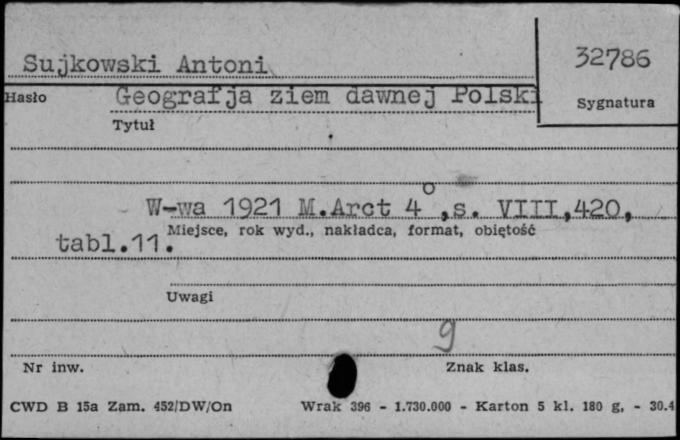 Sujkowski Antoni
32786
Hasło
Geografja ziem dawnej Polski
Sygnatura
Tytuł
W-wa 1921 M.Arct 4°,s. VIII,420,
Miejsce, rok wyd., nakładca, format, obiętość
tabl.11.
Uwagi
9
Nr inw.
Znak klas.
CWD B 15a Zam. 452/DW/On
Wrak 396 - 1.730.000 - Karton 5 kl. 180 g, - 30.4